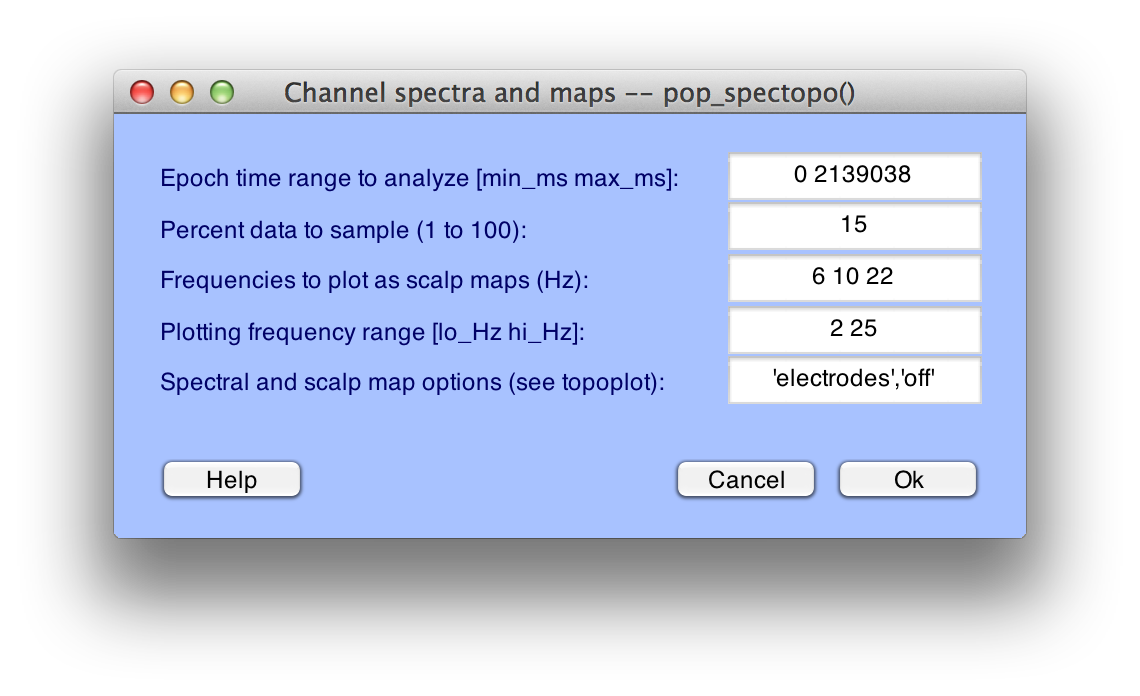 Channel spectra and maps -- pop_spectopo()
Epoch time range to analyze [min_ms max_ms]: 0 2139038
Percent data to sample (1 to 100): 15
Frequencies to plot as scalp maps (Hz): 6 10 22
Plotting frequency range [lo_Hz hi_Hz]: 2 25
Spectral and scalp map options (see topoplot): 'electrodes','off'
Help Cancel Ok